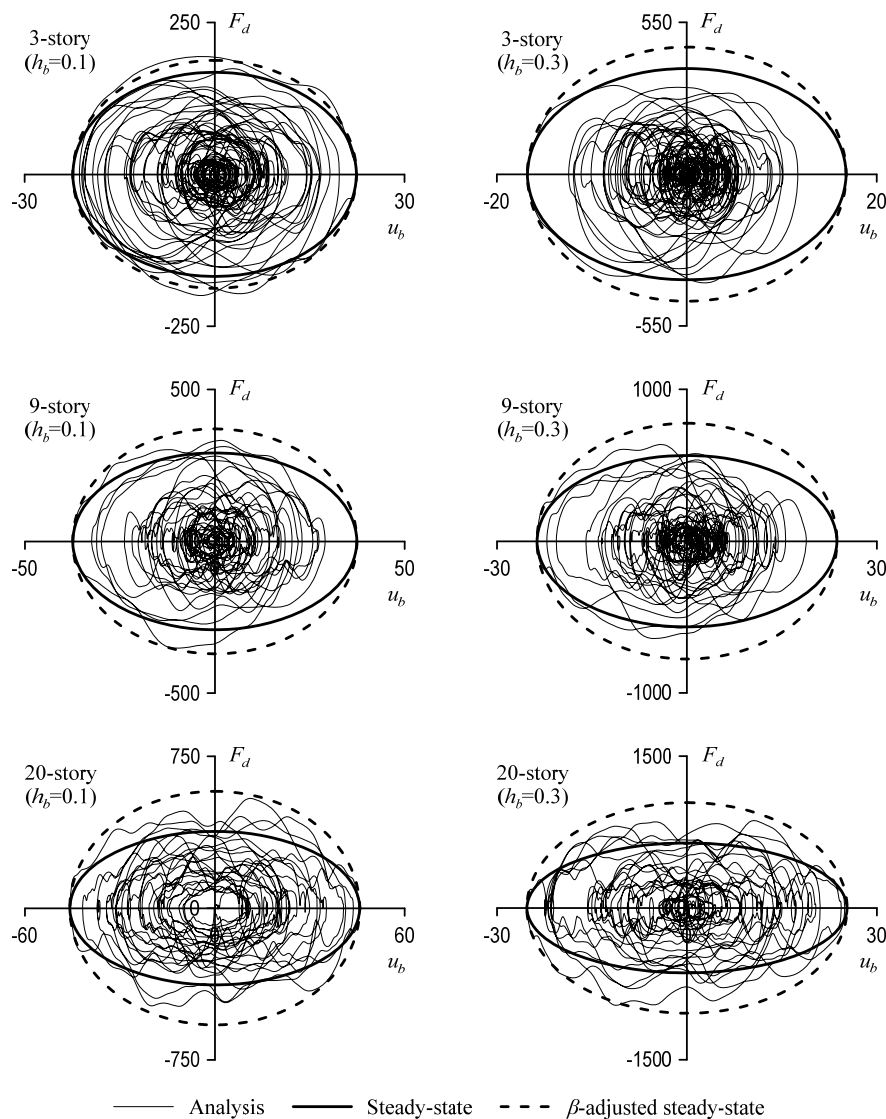 250
F_d
3-story
(h_b=0.1)
-30
30
u_b
-250
550
F_d
3-story
(h_b=0.3)
-20
20
u_b
-550
500
F_d
9-story
(h_b=0.1)
-50
50
u_b
-500
1000
F_d
9-story
(h_b=0.3)
-30
30
u_b
-1000
750
F_d
20-story
(h_b=0.1)
-60
60
u_b
-750
1500
F_d
20-story
(h_b=0.3)
-30
30
u_b
-1500
Analysis Steady-state β-adjusted steady-state